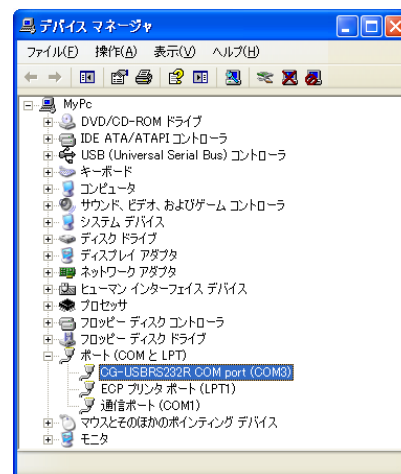 デバイス マネージャ
ファイル(F) 操作(A) 表示(V) ヘルプ(H)
MyPc
DVD/CD-ROM ドライブ
IDE ATA/ATAPI コントローラ
USB (Universal Serial Bus) コントローラ
キーボード
コンピュータ
サウンド、ビデオ、およびゲーム コントローラ
システム デバイス
ディスク ドライブ
ディスプレイ アダプタ
ネットワーク アダプタ
ヒューマン インターフェイス デバイス
プロセッサ
フロッピー ディスク コントローラ
フロッピー ディスク ドライブ
ポート (COM と LPT)
CG-USBRS232R COM port (COM3)
ECP プリンタ ポート (LPT1)
通信ポート (COM1)
マウスとそのほかのポインティング デバイス
モニタ